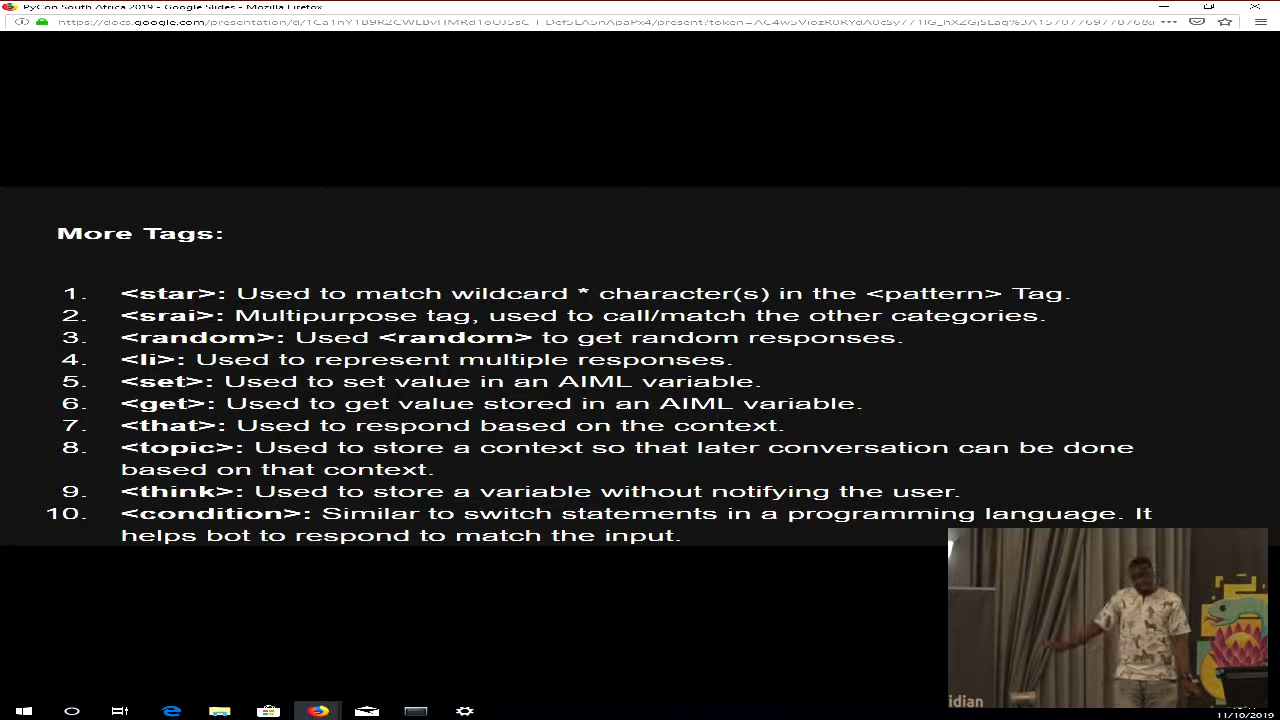 PyCon South Africa 2019 - Google Slides - Mozilla Firefox
More Tags:
1. <star>: Used to match wildcard * character(s) in the <pattern> Tag.
2. <srai>: Multipurpose tag, used to call/match the other categories.
3. <random>: Used <random> to get random responses.
4. <li>: Used to represent multiple responses.
5. <set>: Used to set value in an AIML variable.
6. <get>: Used to get value stored in an AIML variable.
7. <that>: Used to respond based on the context.
8. <topic>: Used to store a context so that later conversation can be done
based on that context.
9. <think>: Used to store a variable without notifying the user.
10. <condition>: Similar to switch statements in a programming language. It
helps bot to respond to match the input.
idian
11/10/2019